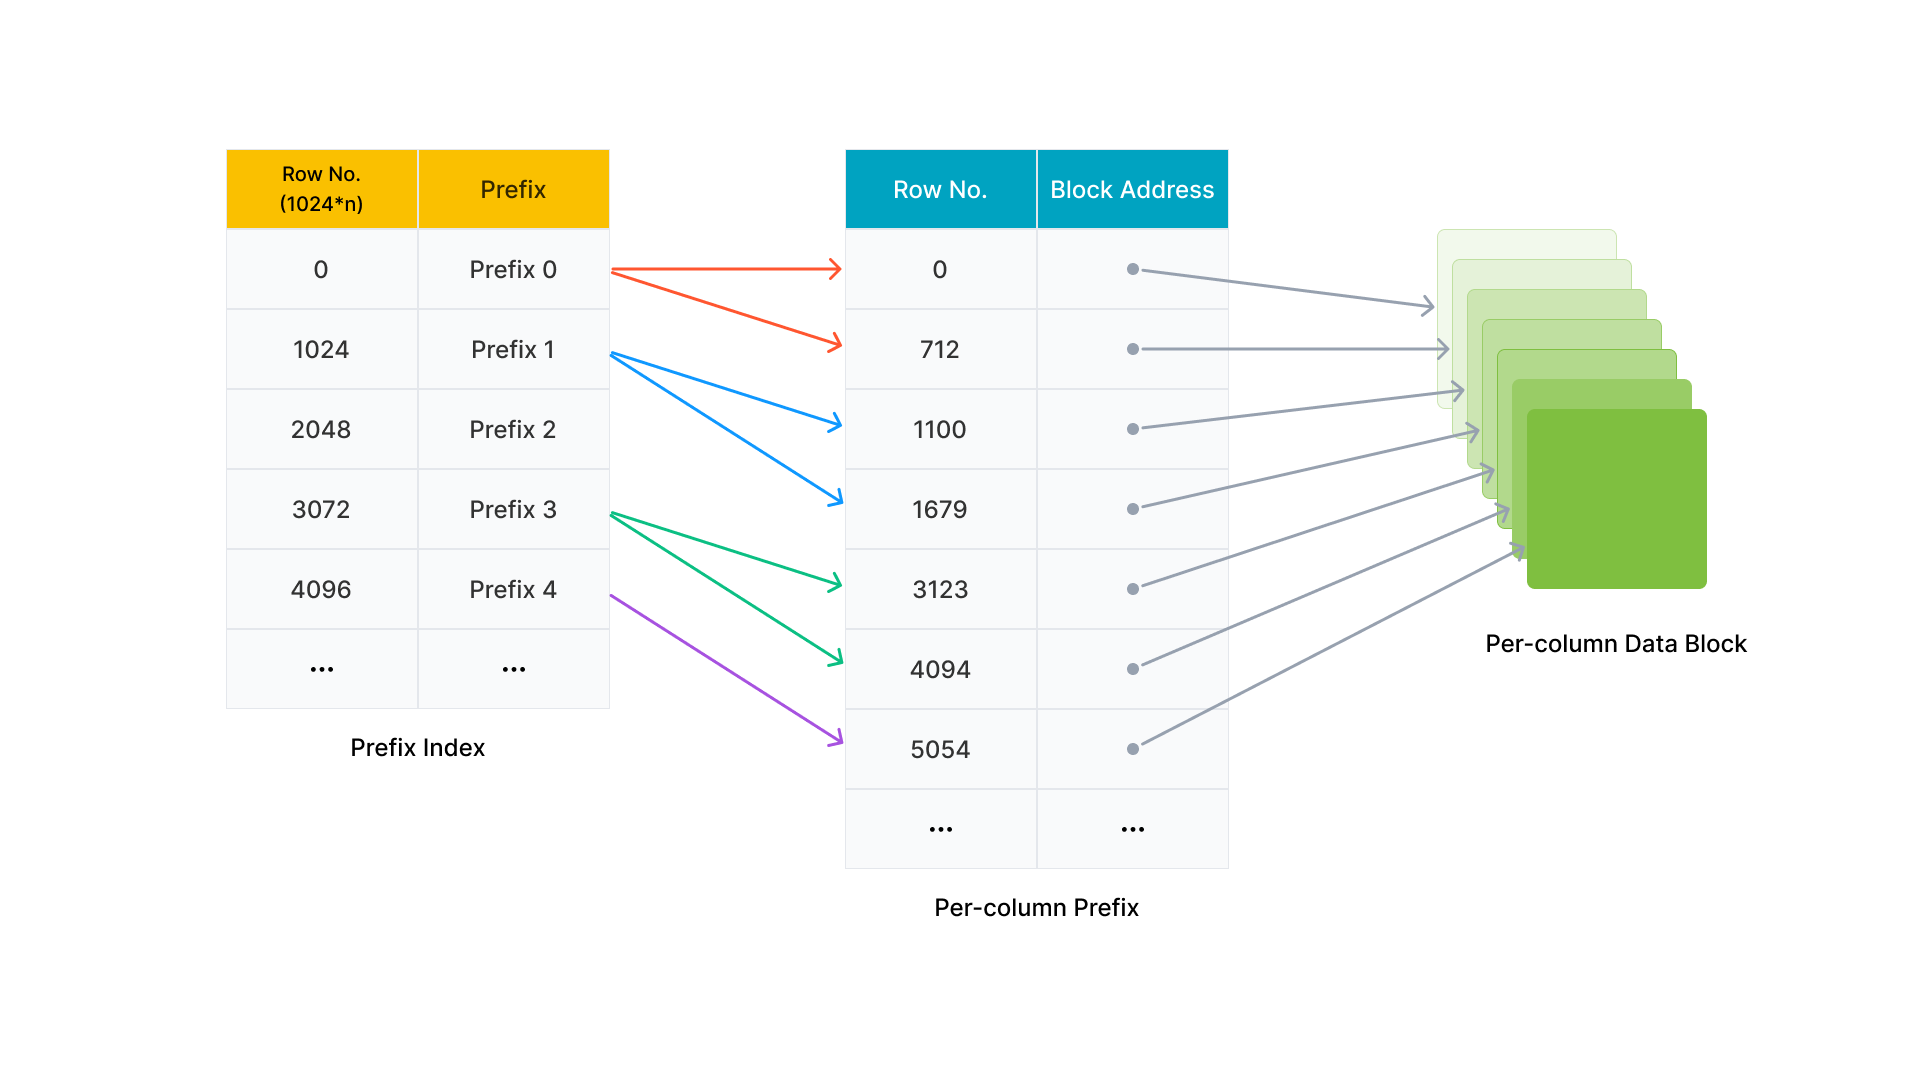 Row No.
(1024*n)
Prefix
0
Prefix 0
1024
Prefix 1
2048
Prefix 2
3072
Prefix 3
4096
Prefix 4
...
...
Prefix Index
Row No.
Block Address
0
712
1100
1679
3123
4094
5054
...
...
Per-column Prefix
Per-column Data Block